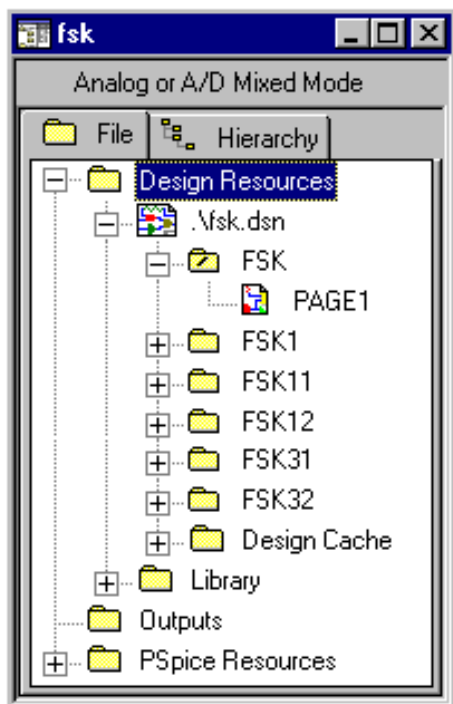 fsk
Analog or A/D Mixed Mode
File Hierarchy
Design Resources
.\fsk.dsn
FSK
PAGE1
FSK1
FSK11
FSK12
FSK31
FSK32
Design Cache
Library
Outputs
PSpice Resources